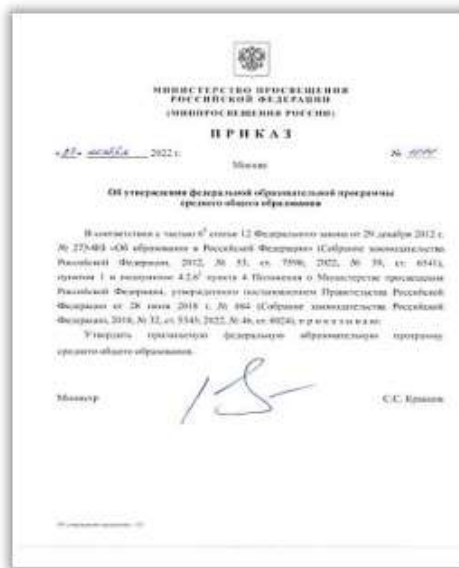 МИНИСТЕРСТВО ПРОСВЕЩЕНИЯ
РОССИЙСКОЙ ФЕДЕРАЦИИ
(МИНПРОСВЕЩЕНИЯ РОССИИ)
ПРИКАЗ
2022 г. №
Москва
Об утверждении федеральной образовательной программы
среднего общего образования
В соответствии с частью 6⁵ статьи 12 Федерального закона от 29 декабря 2012 г.
№ 273-ФЗ «Об образовании в Российской Федерации» (Собрание законодательства
Российской Федерации, 2012, № 53, ст. 7598; 2022, № 39, ст. 6541),
пунктом 1 и подпунктом 4.2.6¹ пункта 4 Положения о Министерстве просвещения
Российской Федерации, утвержденного постановлением Правительства Российской
Федерации от 28 июля 2018 г. № 884 (Собрание законодательства Российской
Федерации, 2018, № 32, ст. 5343; 2022, № 46, ст. 8024), приказываю:
Утвердить прилагаемую федеральную образовательную программу
среднего общего образования.
Министр С.С. Кравцов